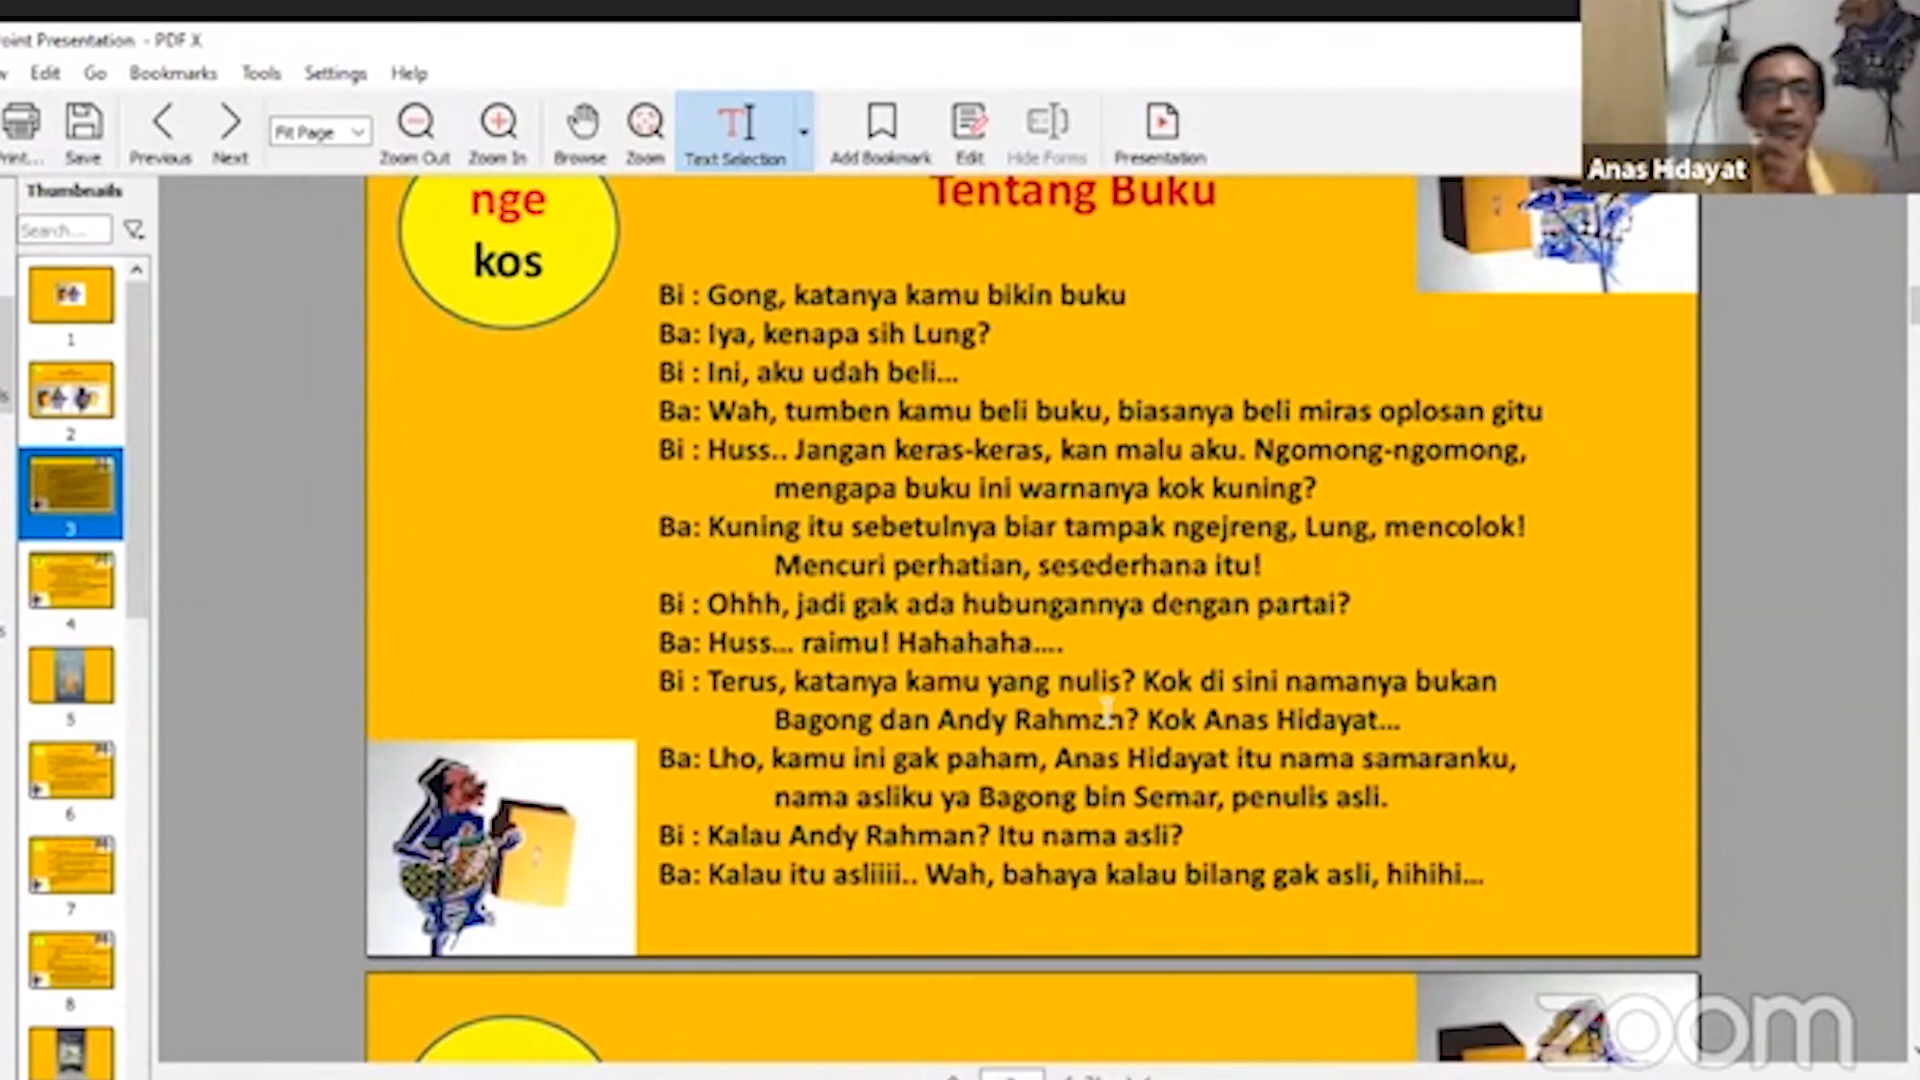 oint Presentation - PDF X
Edit Go Bookmarks Tools Settings Help
Fit Page
Print... Save Previous Next Zoom Out Zoom In Browse Zoom Text Selection Add Bookmark Edit Hide Forms Presentation
Anas Hidayat
Thumbnails
Search...
1
2
3
4
5
6
7
8
nge
kos
Tentang Buku
Bi : Gong, katanya kamu bikin buku
Ba: Iya, kenapa sih Lung?
Bi : Ini, aku udah beli...
Ba: Wah, tumben kamu beli buku, biasanya beli miras oplosan gitu
Bi : Huss.. Jangan keras-keras, kan malu aku. Ngomong-ngomong,
mengapa buku ini warnanya kok kuning?
Ba: Kuning itu sebetulnya biar tampak ngejreng, Lung, mencolok!
Mencuri perhatian, sesederhana itu!
Bi : Ohhh, jadi gak ada hubungannya dengan partai?
Ba: Huss... raimu! Hahahaha....
Bi : Terus, katanya kamu yang nulis? Kok di sini namanya bukan
Bagong dan Andy Rahman? Kok Anas Hidayat...
Ba: Lho, kamu ini gak paham, Anas Hidayat itu nama samaranku,
nama asliku ya Bagong bin Semar, penulis asli.
Bi : Kalau Andy Rahman? Itu nama asli?
Ba: Kalau itu asliiii.. Wah, bahaya kalau bilang gak asli, hihihi...
zoom